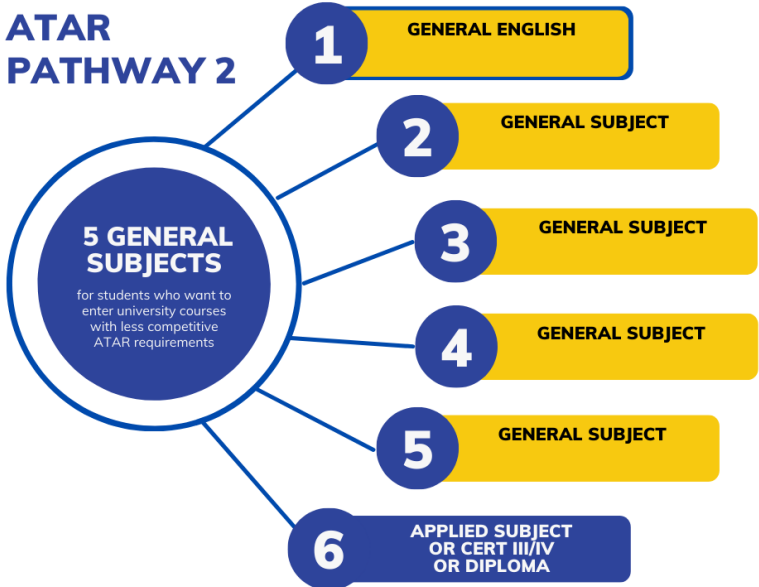 ATAR
PATHWAY 2
1
GENERAL ENGLISH
2
GENERAL SUBJECT
3
GENERAL SUBJECT
4
GENERAL SUBJECT
5
GENERAL SUBJECT
6
APPLIED SUBJECT
OR CERT III/IV
OR DIPLOMA
5 GENERAL
SUBJECTS
for students who want to
enter university courses
with less competitive
ATAR requirements